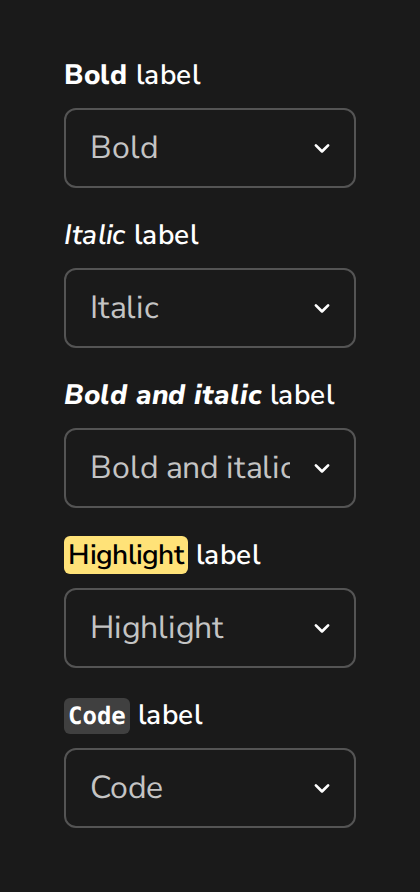 Bold label
Bold
Italic label
Italic
Bold and italic label
Bold and italic
Highlight label
Highlight
Code label
Code